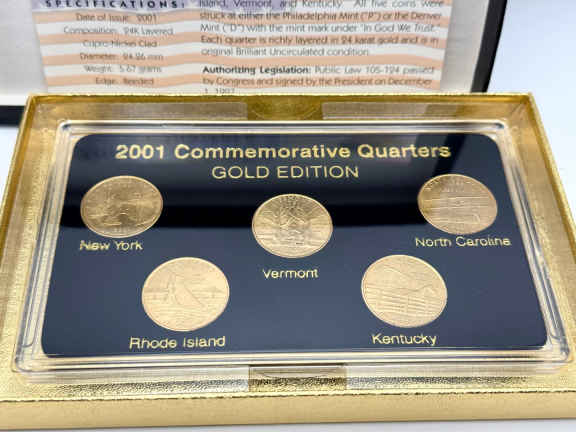 SPECIFICATIONS:
Date of Issue: 2001
Composition: 24K Layered
Cupro-Nickel Clad
Diameter: 24.26 mm
Weight: 5.67 grams
Edge: Reeded
Island, Vermont, and Kentucky. All five coins were
struck at either the Philadelphia Mint ("P") or the Denver
Mint ("D") with the mint mark under "In God We Trust."
Each quarter is richly layered in 24 karat gold and is in
original Brilliant Uncirculated condition.
Authorizing Legislation: Public Law 105-124 passed
by Congress and signed by the President on December
1, 1997
2001 Commemorative Quarters
GOLD EDITION
New York
Vermont
North Carolina
Rhode Island
Kentucky